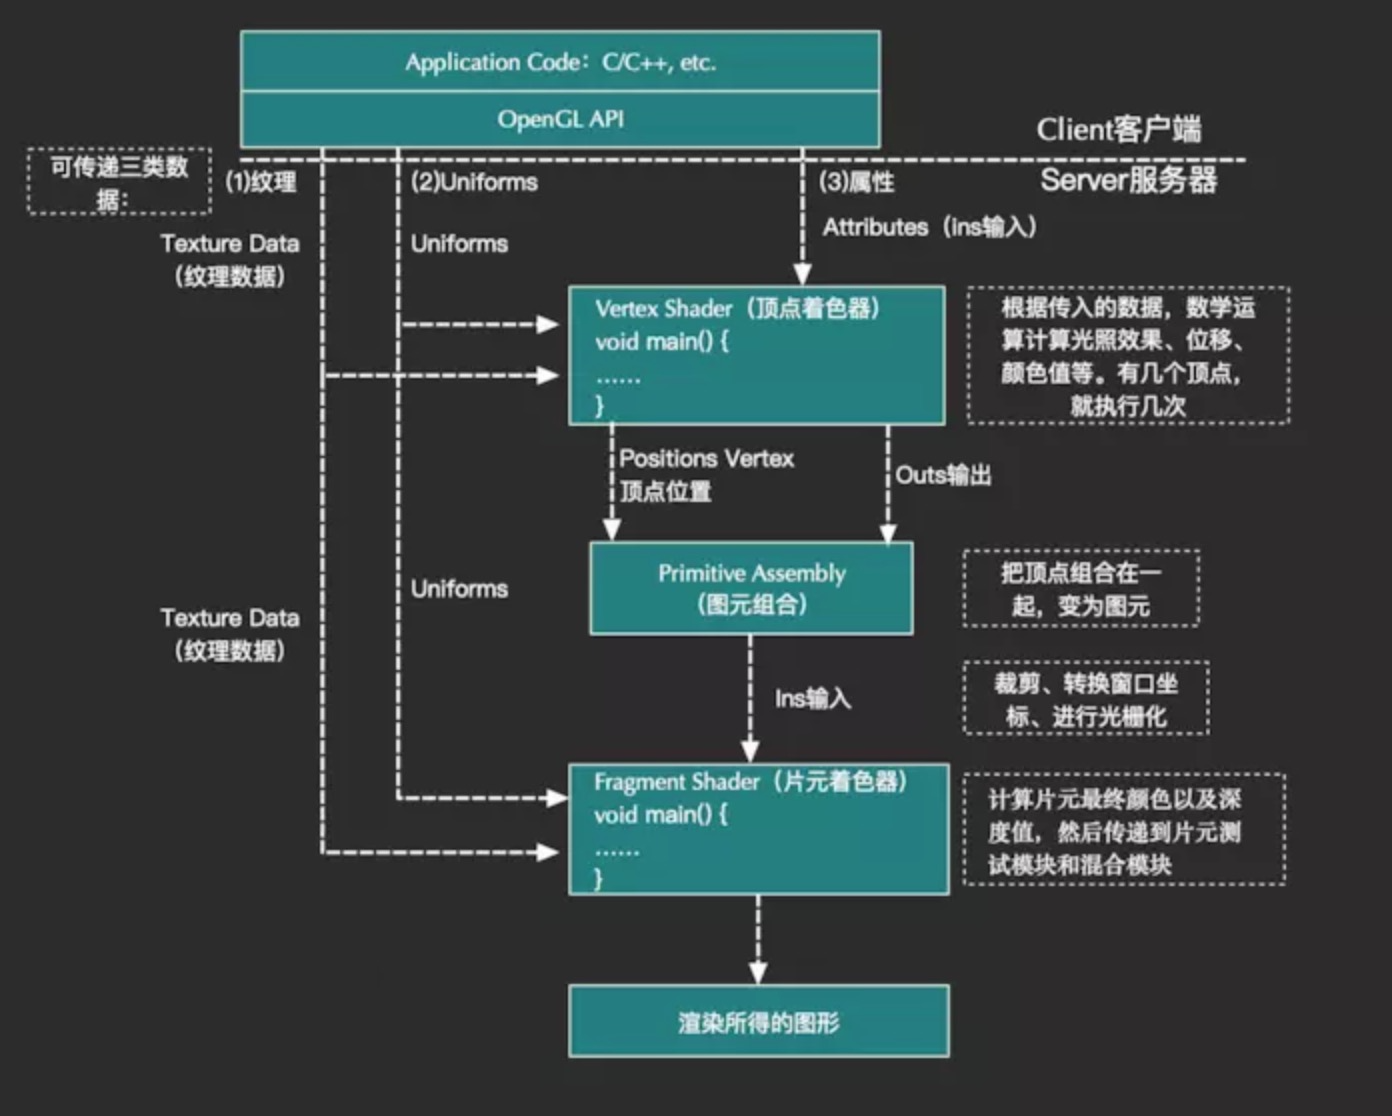 Application Code：C/C++, etc.
OpenGL API
Client客户端
Server服务器
可传递三类数
据：
(1)纹理
(2)Uniforms
(3)属性
Texture Data
（纹理数据）
Uniforms
Attributes（ins输入）
Vertex Shader（顶点着色器）
void main() {
......
}
根据传入的数据，数学运
算计算光照效果、位移、
颜色值等。有几个顶点，
就执行几次
Positions Vertex
顶点位置
Outs输出
Primitive Assembly
（图元组合）
把顶点组合在一
起，变为图元
Uniforms
Texture Data
（纹理数据）
Ins输入
裁剪、转换窗口坐
标、进行光栅化
Fragment Shader（片元着色器）
void main() {
......
}
计算片元最终颜色以及深
度值，然后传递到片元测
试模块和混合模块
渲染所得的图形